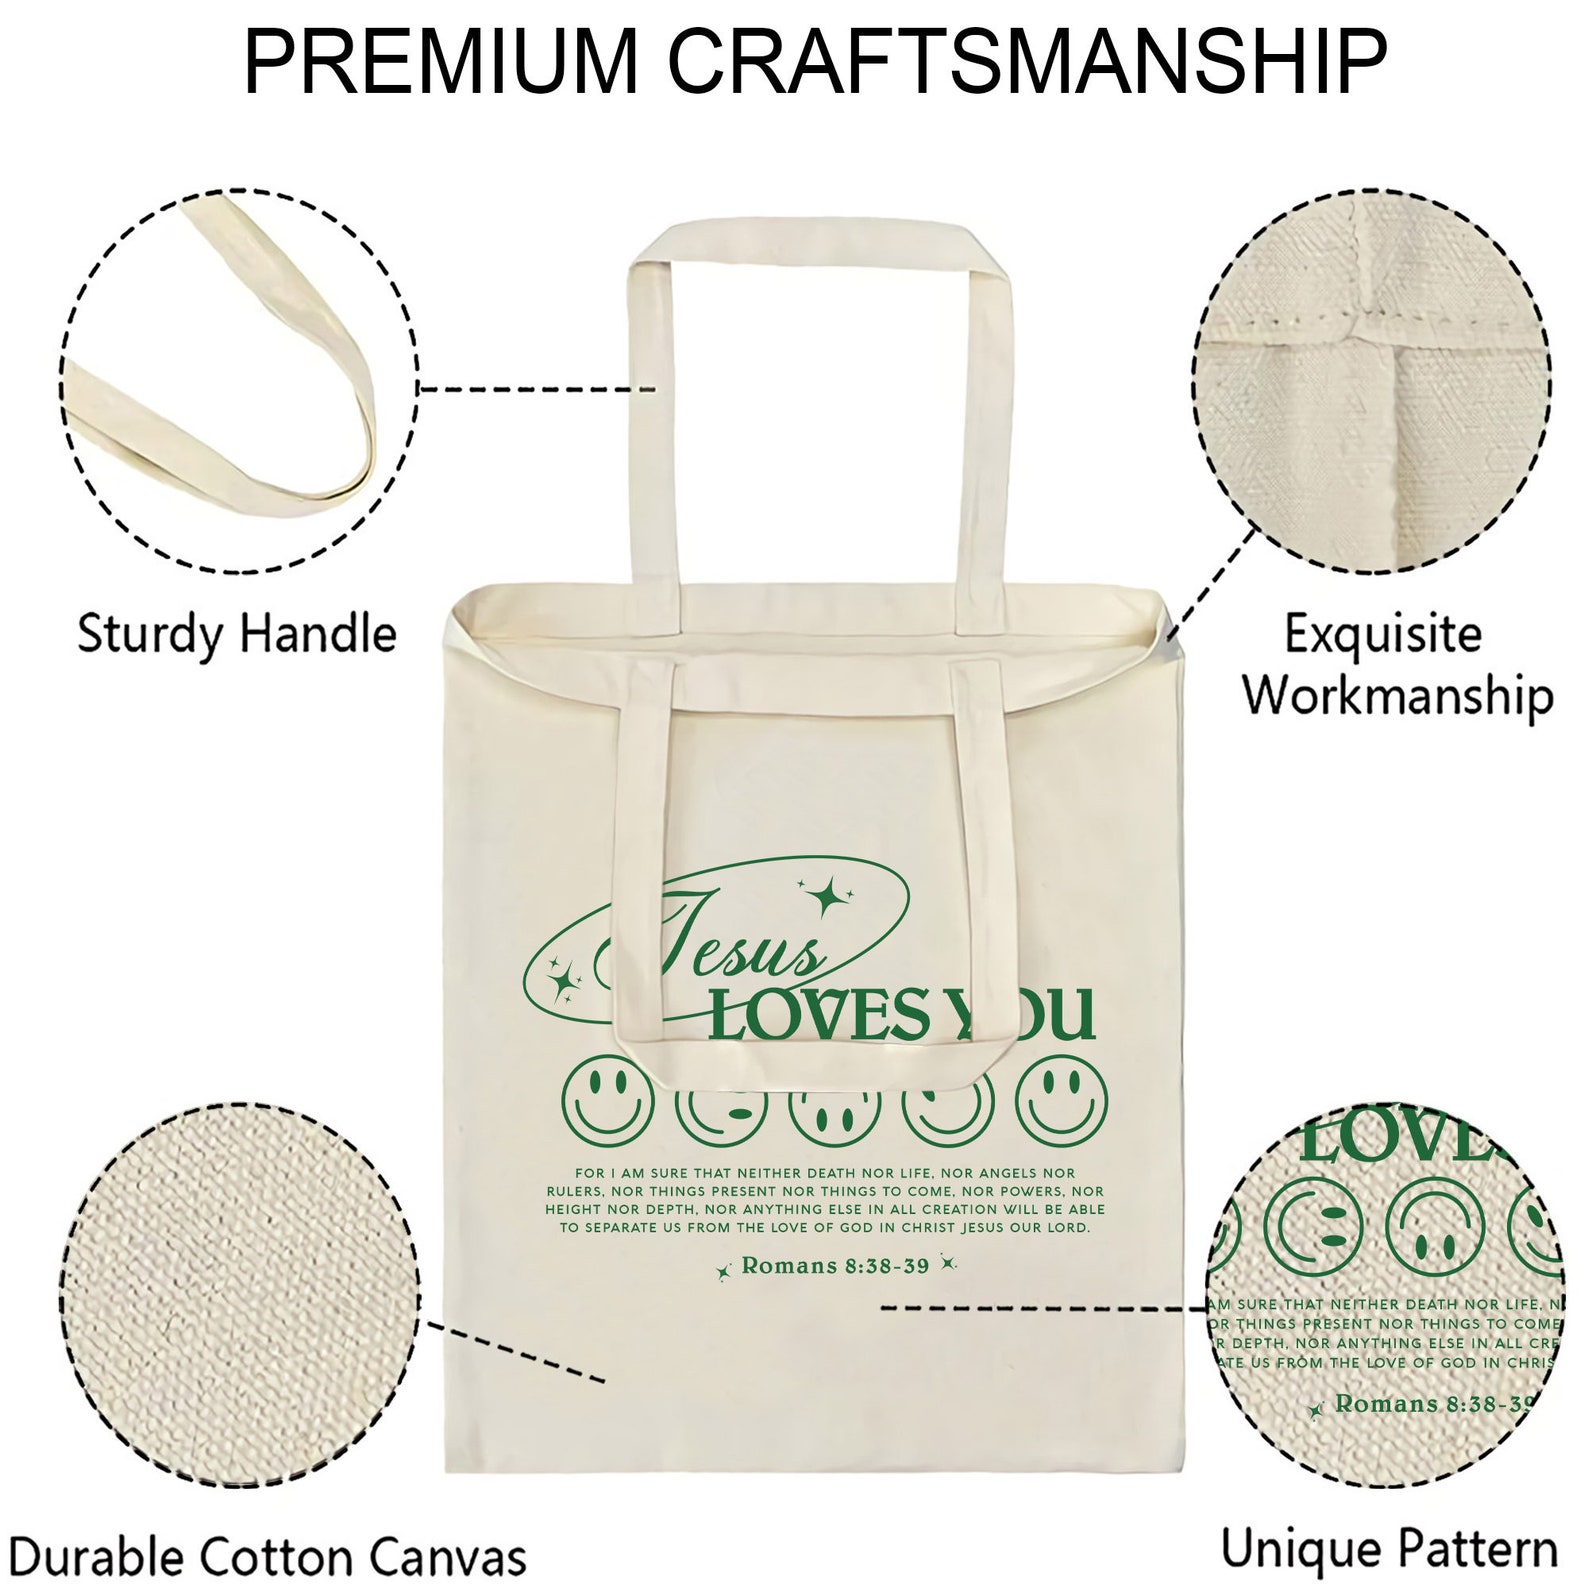 PREMIUM CRAFTSMANSHIP
Sturdy Handle
Exquisite
Workmanship
Jesus
LOVES YOU
FOR I AM SURE THAT NEITHER DEATH NOR LIFE, NOR ANGELS NOR
RULERS, NOR THINGS PRESENT NOR THINGS TO COME, NOR POWERS, NOR
HEIGHT NOR DEPTH, NOR ANYTHING ELSE IN ALL CREATION WILL BE ABLE
TO SEPARATE US FROM THE LOVE OF GOD IN CHRIST JESUS OUR LORD.
Romans 8:38-39
LOVES
AM SURE THAT NEITHER DEATH NOR LIFE, N
OR THINGS PRESENT NOR THINGS TO COME
R DEPTH, NOR ANYTHING ELSE IN ALL CRE
ATE US FROM THE LOVE OF GOD IN CHRIS
Romans 8:38-39
Durable Cotton Canvas
Unique Pattern